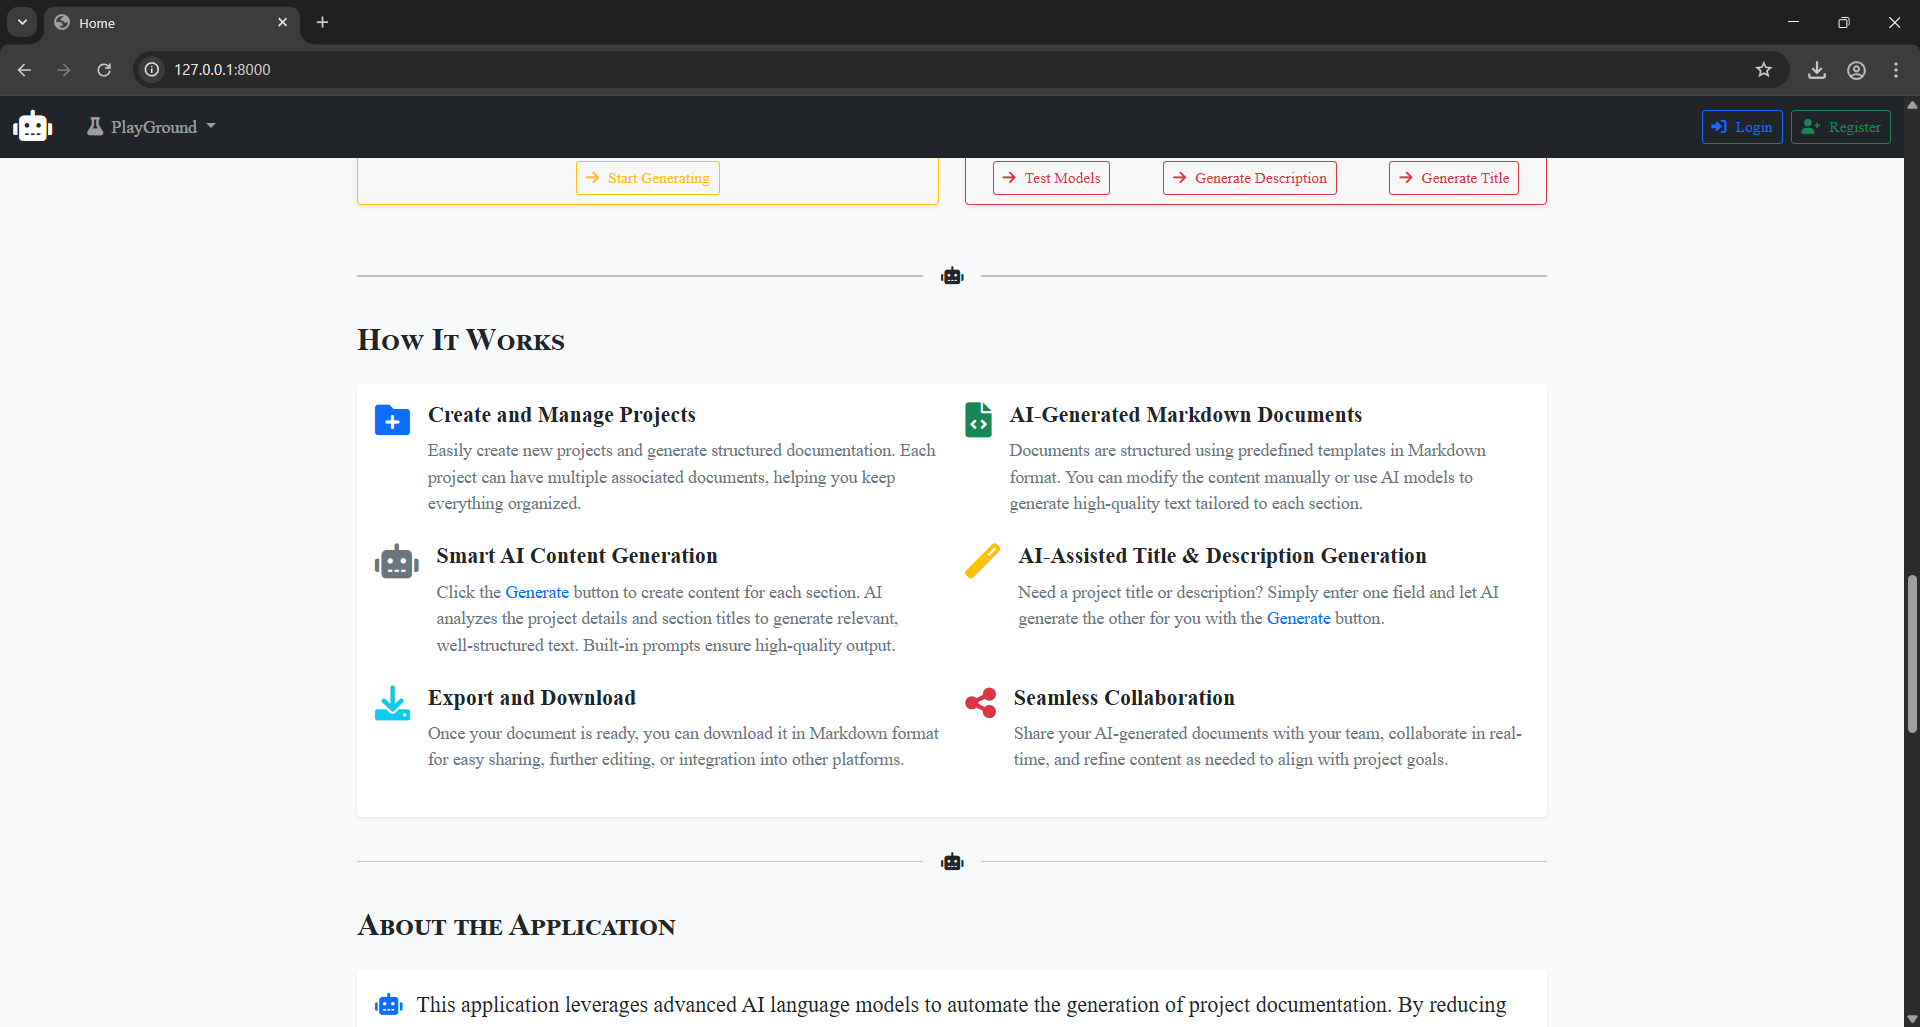 Home
127.0.0.1:8000
PlayGround
Login
Register
Start Generating
Test Models
Generate Description
Generate Title
How It Works
Create and Manage Projects
Easily create new projects and generate structured documentation. Each
project can have multiple associated documents, helping you keep
everything organized.
AI-Generated Markdown Documents
Documents are structured using predefined templates in Markdown
format. You can modify the content manually or use AI models to
generate high-quality text tailored to each section.
Smart AI Content Generation
Click the Generate button to create content for each section. AI
analyzes the project details and section titles to generate relevant,
well-structured text. Built-in prompts ensure high-quality output.
AI-Assisted Title & Description Generation
Need a project title or description? Simply enter one field and let AI
generate the other for you with the Generate button.
Export and Download
Once your document is ready, you can download it in Markdown format
for easy sharing, further editing, or integration into other platforms.
Seamless Collaboration
Share your AI-generated documents with your team, collaborate in real-
time, and refine content as needed to align with project goals.
About the Application
This application leverages advanced AI language models to automate the generation of project documentation. By reducing